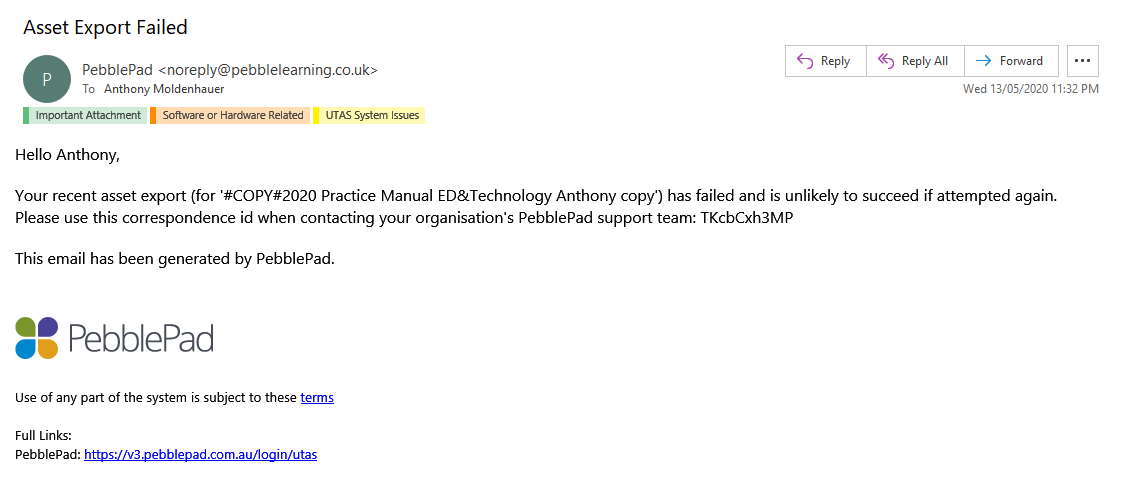 Asset Export Failed
P
PebblePad <noreply@pebblelearning.co.uk>
To Anthony Moldenhauer
Reply
Reply All
Forward
Wed 13/05/2020 11:32 PM
Important Attachment
Software or Hardware Related
UTAS System Issues
Hello Anthony,
Your recent asset export (for '#COPY#2020 Practice Manual ED&Technology Anthony copy') has failed and is unlikely to succeed if attempted again.
Please use this correspondence id when contacting your organisation's PebblePad support team: TKcbCxh3MP
This email has been generated by PebblePad.
PebblePad
Use of any part of the system is subject to these terms
Full Links:
PebblePad: https://v3.pebblepad.com.au/login/utas